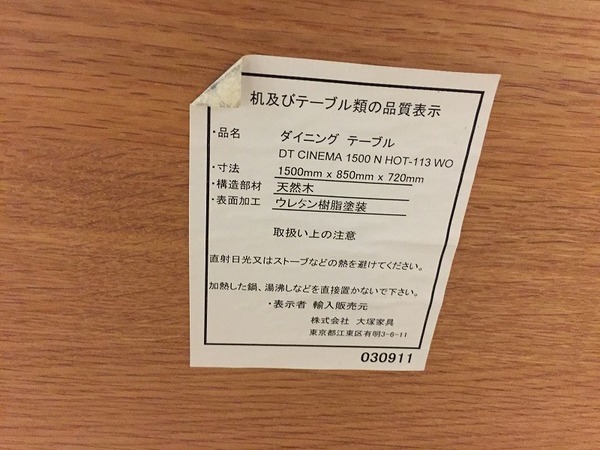 机及びテーブル類の品質表示
・品名 ダイニング テーブル
DT CINEMA 1500 N HOT-113 WO
・寸法 1500mm x 850mm x 720mm
・構造部材 天然木
・表面加工 ウレタン樹脂塗装
取扱い上の注意
直射日光又はストーブなどの熱を避けてください。
加熱した鍋、湯沸しなどを直接置かないで下さい。
・表示者 輸入販売元
株式会社 大塚家具
東京都江東区有明3-6-11
030911